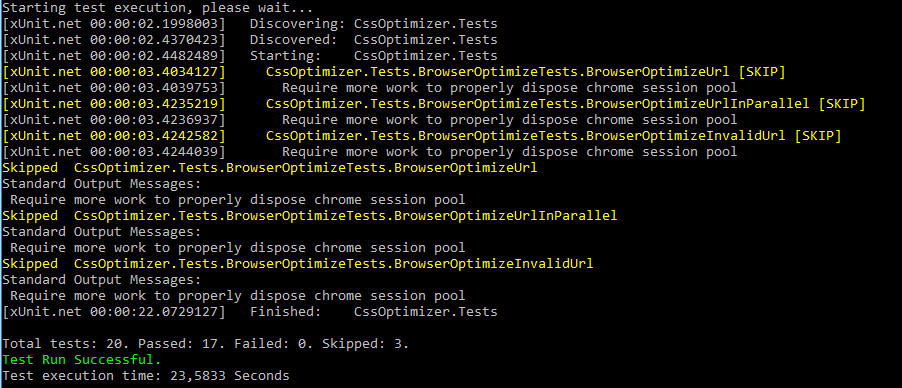 Starting test execution, please wait...
[xUnit.net 00:00:02.1998003]   Discovering: CssOptimizer.Tests
[xUnit.net 00:00:02.4370423]   Discovered:  CssOptimizer.Tests
[xUnit.net 00:00:02.4482489]   Starting:    CssOptimizer.Tests
[xUnit.net 00:00:03.4034127]     CssOptimizer.Tests.BrowserOptimizeTests.BrowserOptimizeUrl [SKIP]
[xUnit.net 00:00:03.4039753]       Require more work to properly dispose chrome session pool
[xUnit.net 00:00:03.4235219]     CssOptimizer.Tests.BrowserOptimizeTests.BrowserOptimizeUrlInParallel [SKIP]
[xUnit.net 00:00:03.4236937]       Require more work to properly dispose chrome session pool
[xUnit.net 00:00:03.4242582]     CssOptimizer.Tests.BrowserOptimizeTests.BrowserOptimizeInvalidUrl [SKIP]
[xUnit.net 00:00:03.4244039]       Require more work to properly dispose chrome session pool
Skipped  CssOptimizer.Tests.BrowserOptimizeTests.BrowserOptimizeUrl
Standard Output Messages:
 Require more work to properly dispose chrome session pool
Skipped  CssOptimizer.Tests.BrowserOptimizeTests.BrowserOptimizeUrlInParallel
Standard Output Messages:
 Require more work to properly dispose chrome session pool
Skipped  CssOptimizer.Tests.BrowserOptimizeTests.BrowserOptimizeInvalidUrl
Standard Output Messages:
 Require more work to properly dispose chrome session pool
[xUnit.net 00:00:22.0729127]   Finished:    CssOptimizer.Tests
Total tests: 20. Passed: 17. Failed: 0. Skipped: 3.
Test Run Successful.
Test execution time: 23,5833 Seconds